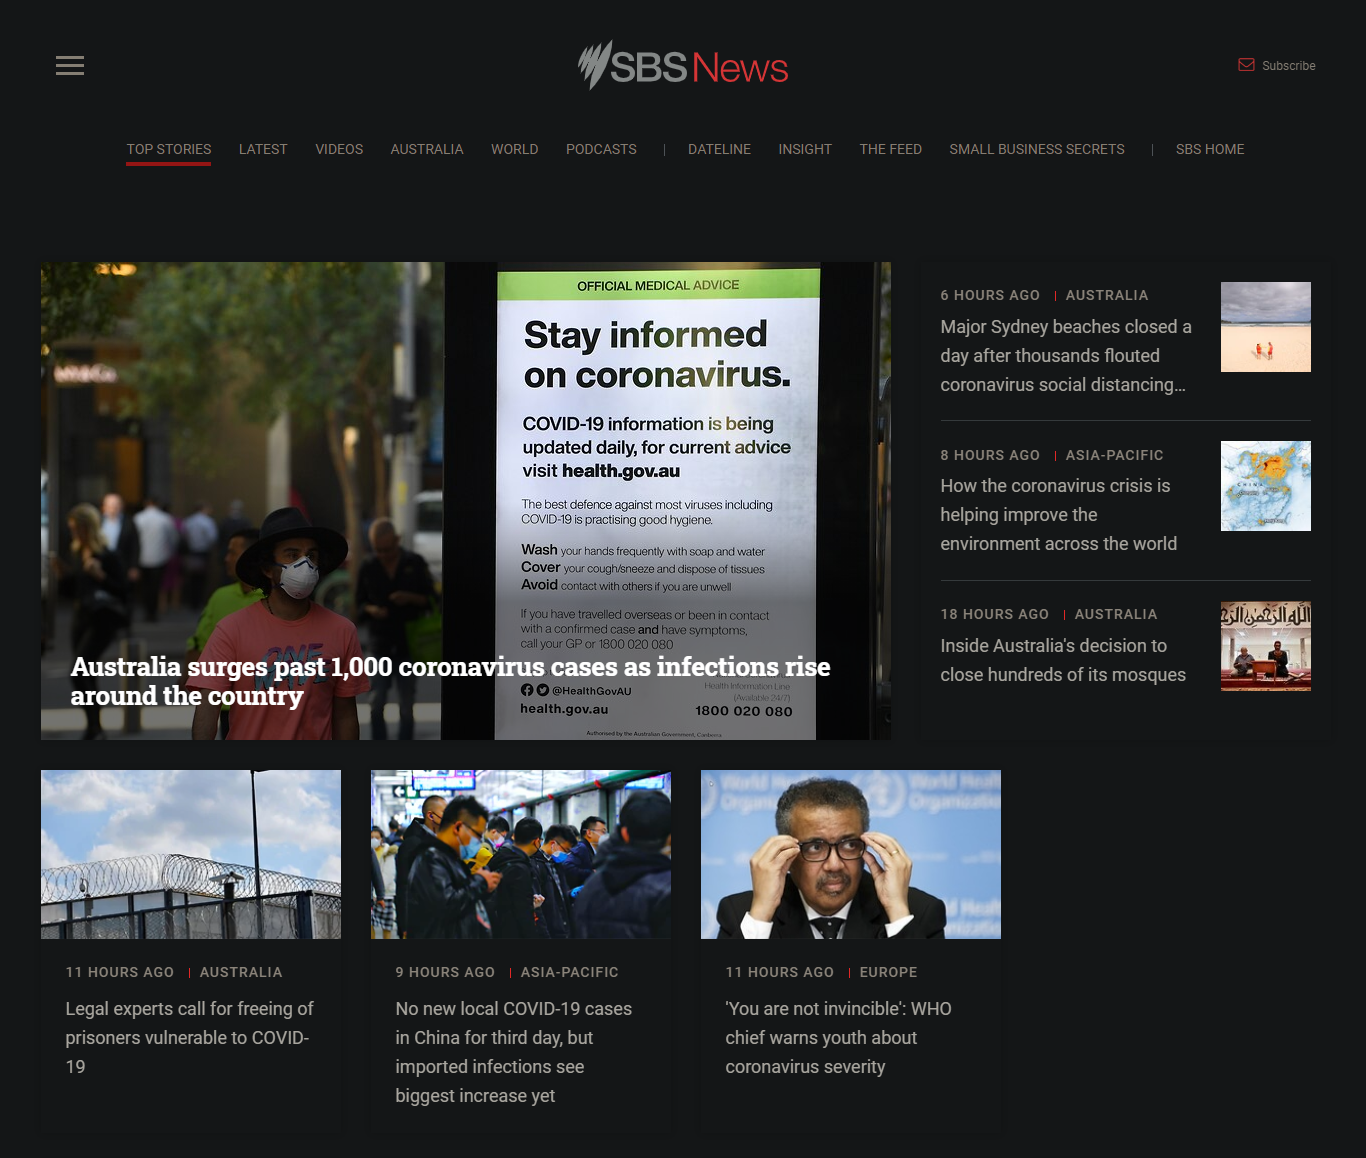 SBS News
Subscribe
TOP STORIES LATEST VIDEOS AUSTRALIA WORLD PODCASTS | DATELINE INSIGHT THE FEED SMALL BUSINESS SECRETS | SBS HOME
OFFICIAL MEDICAL ADVICE
Stay informed
on coronavirus.
COVID-19 information is being
updated daily, for current advice
visit health.gov.au
The best defence against most viruses including
COVID-19 is practising good hygiene.
Wash your hands frequently with soap and water
Cover your cough/sneeze and dispose of tissues
Avoid contact with others if you are unwell
If you have travelled overseas or been in contact
with a confirmed case and have symptoms,
call your GP or 1800 020 080
Australia surges past 1,000 coronavirus cases as infections rise
around the country
@HealthGovAU
health.gov.au
Health Information Line
(Available 24/7)
1800 020 080
Authorised by the Australian Government, Canberra
6 HOURS AGO | AUSTRALIA
Major Sydney beaches closed a
day after thousands flouted
coronavirus social distancing...
8 HOURS AGO | ASIA-PACIFIC
How the coronavirus crisis is
helping improve the
environment across the world
CHINA
18 HOURS AGO | AUSTRALIA
Inside Australia's decision to
close hundreds of its mosques
11 HOURS AGO | AUSTRALIA
Legal experts call for freeing of
prisoners vulnerable to COVID-
19
9 HOURS AGO | ASIA-PACIFIC
No new local COVID-19 cases
in China for third day, but
imported infections see
biggest increase yet
World Health
Organization
11 HOURS AGO | EUROPE
'You are not invincible': WHO
chief warns youth about
coronavirus severity